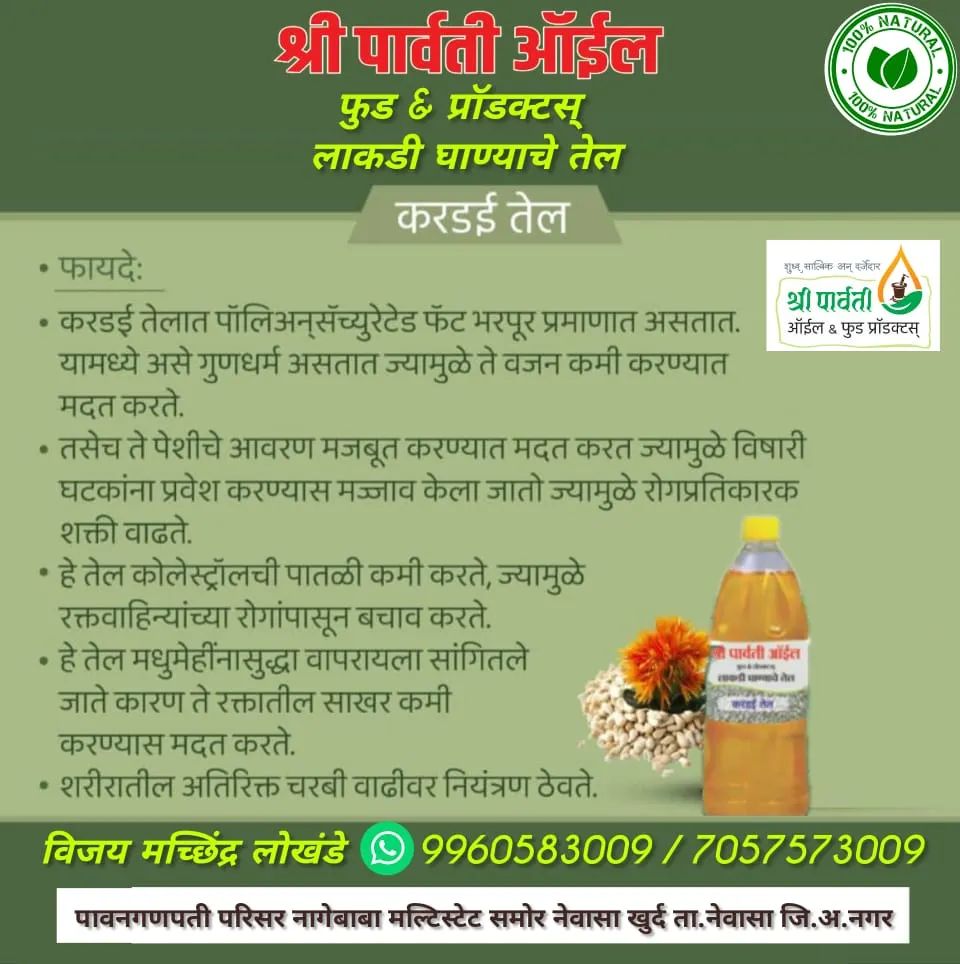 श्री पार्वती ऑईल
फुड & प्रॉडक्टस्
लाकडी घाण्याचे तेल
100% NATURAL
100% NATURAL
करडई तेल
शुध्द सात्विक अन् दर्जेदार
श्री पार्वती
ऑईल & फुड प्रॉडक्टस्
• फायदे:
• करडई तेलात पॉलिअन्सॅच्युरेटेड फॅट भरपूर प्रमाणात असतात.
यामध्ये असे गुणधर्म असतात ज्यामुळे ते वजन कमी करण्यात
मदत करते.
• तसेच ते पेशीचे आवरण मजबूत करण्यात मदत करत ज्यामुळे विषारी
घटकांना प्रवेश करण्यास मज्जाव केला जातो ज्यामुळे रोगप्रतिकारक
शक्ती वाढते.
• हे तेल कोलेस्ट्रॉलची पातळी कमी करते, ज्यामुळे
रक्तवाहिन्यांच्या रोगांपासून बचाव करते.
• हे तेल मधुमेहींनासुद्धा वापरायला सांगितले
जाते कारण ते रक्तातील साखर कमी
करण्यास मदत करते.
• शरीरातील अतिरिक्त चरबी वाढीवर नियंत्रण ठेवते.
श्री पार्वती ऑईल
फुड & प्रॉडक्टस्
लाकडी घाण्याचे तेल
करडई तेल
विजय मच्छिंद्र लोखंडे 9960583009 / 7057573009
पावनगणपती परिसर नागेबाबा मल्टिस्टेट समोर नेवासा खुर्द ता.नेवासा जि.अ.नगर